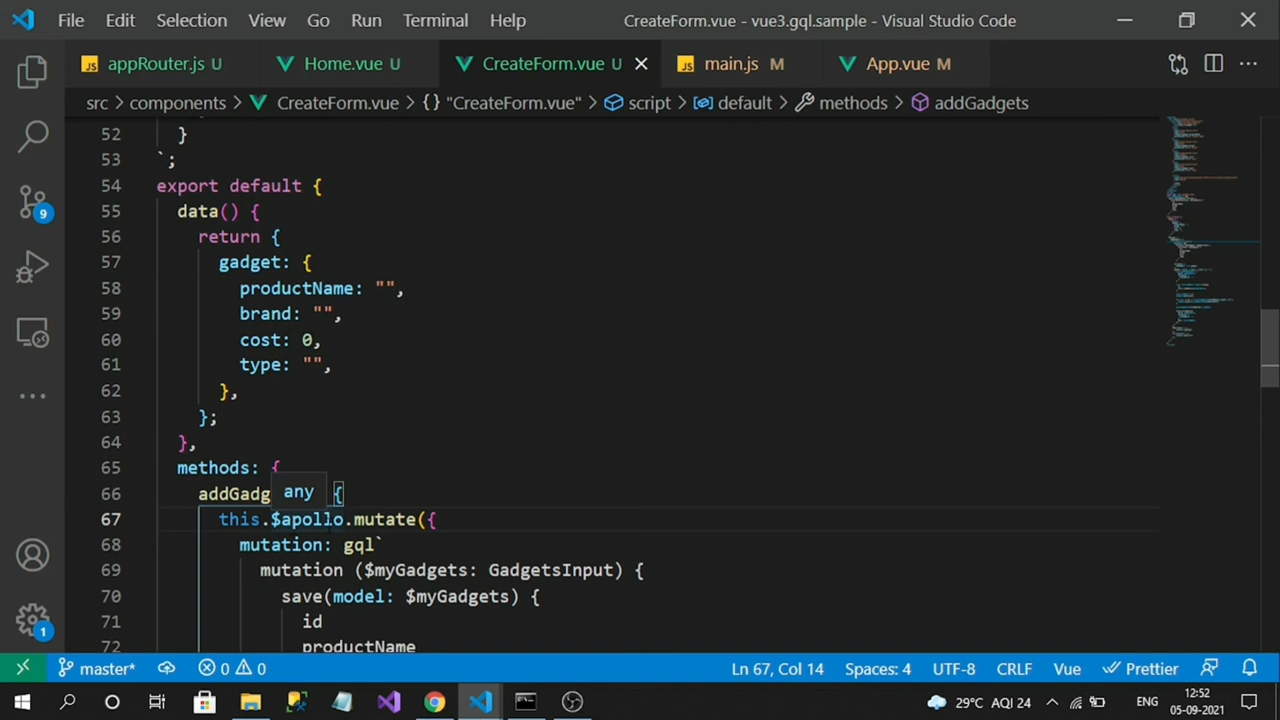 File Edit Selection View Go Run Terminal Help CreateForm.vue - vue3.gql.sample - Visual Studio Code
JS appRouter.js U Home.vue U CreateForm.vue U JS main.js M App.vue M
src > components > CreateForm.vue > {} "CreateForm.vue" > script > default > methods > addGadgets
52 }
53 `;
54 export default {
55 data() {
56 return {
57 gadget: {
58 productName: "",
59 brand: "",
60 cost: 0,
61 type: "",
62 },
63 };
64 },
65 methods: {
any
66 addGadg {
67 this.$apollo.mutate({
68 mutation: gql`
69 mutation ($myGadgets: GadgetsInput) {
70 save(model: $myGadgets) {
71 id
72 productName
9
1
master* 0 0 Ln 67, Col 14 Spaces: 4 UTF-8 CRLF Vue Prettier
29°C AQI 24 ENG 12:52
05-09-2021